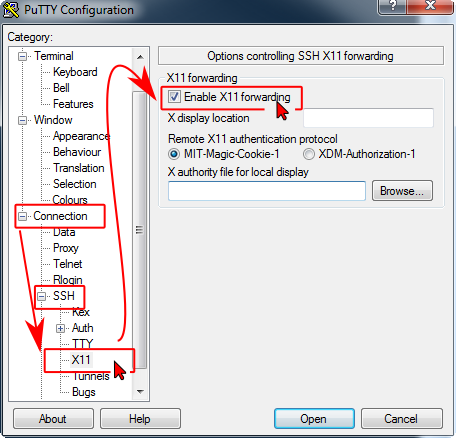 PuTTY Configuration
Category:
Terminal
Keyboard
Bell
Features
Window
Appearance
Behaviour
Translation
Selection
Colours
Connection
Data
Proxy
Telnet
Rlogin
SSH
Kex
Auth
TTY
X11
Tunnels
Bugs
Options controlling SSH X11 forwarding
X11 forwarding
Enable X11 forwarding
X display location
Remote X11 authentication protocol
MIT-Magic-Cookie-1 XDM-Authorization-1
X authority file for local display
Browse...
About Help Open Cancel